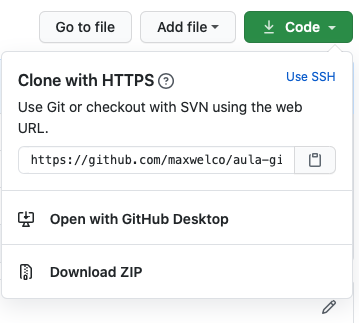 Go to file
Add file
Code
Clone with HTTPS
Use SSH
Use Git or checkout with SVN using the web
URL.
https://github.com/maxwelco/aula-gi
Open with GitHub Desktop
Download ZIP